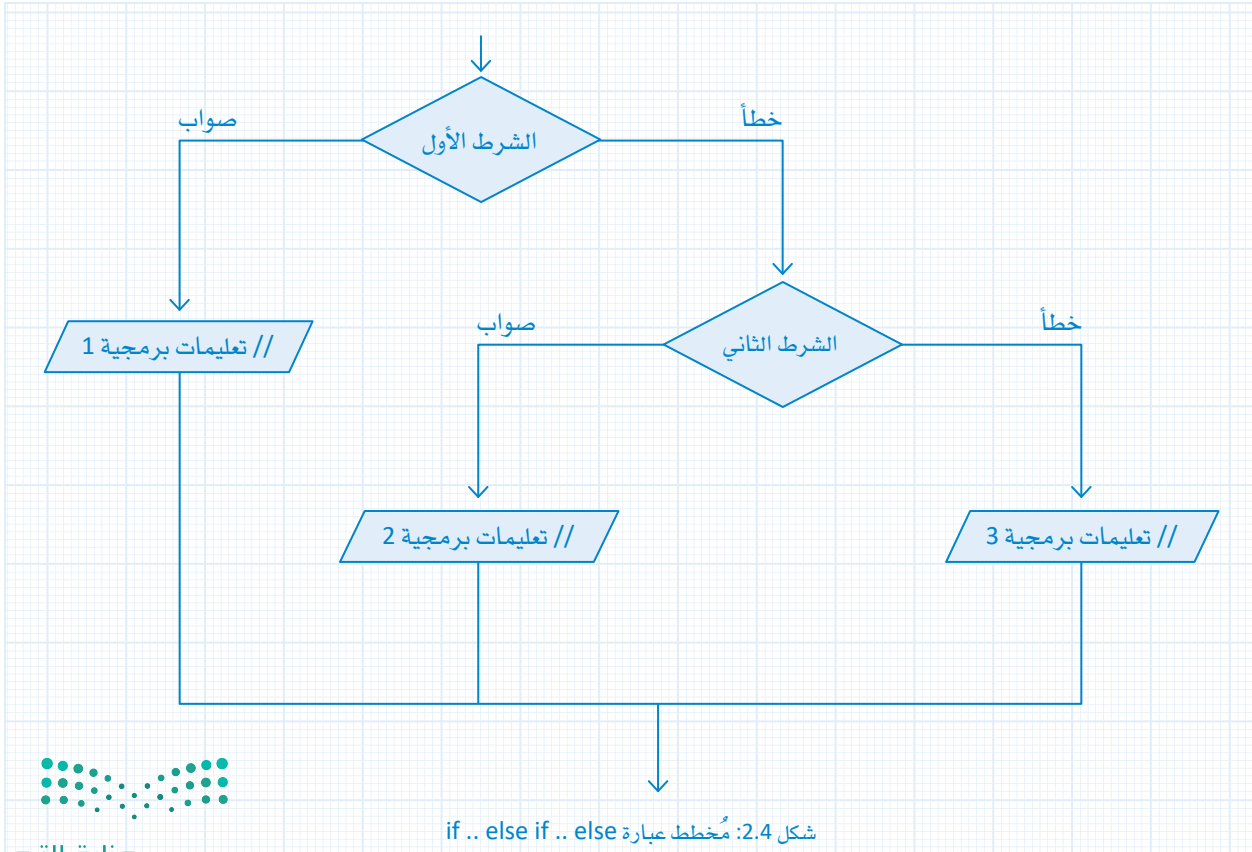 خطأ
صواب
الشرط الأول
خطأ
صواب
الشرط الثاني
// تعليمات برمجية 1
// تعليمات برمجية 2
// تعليمات برمجية 3
شكل 2.4: مُخطط عبارة if .. else if .. else